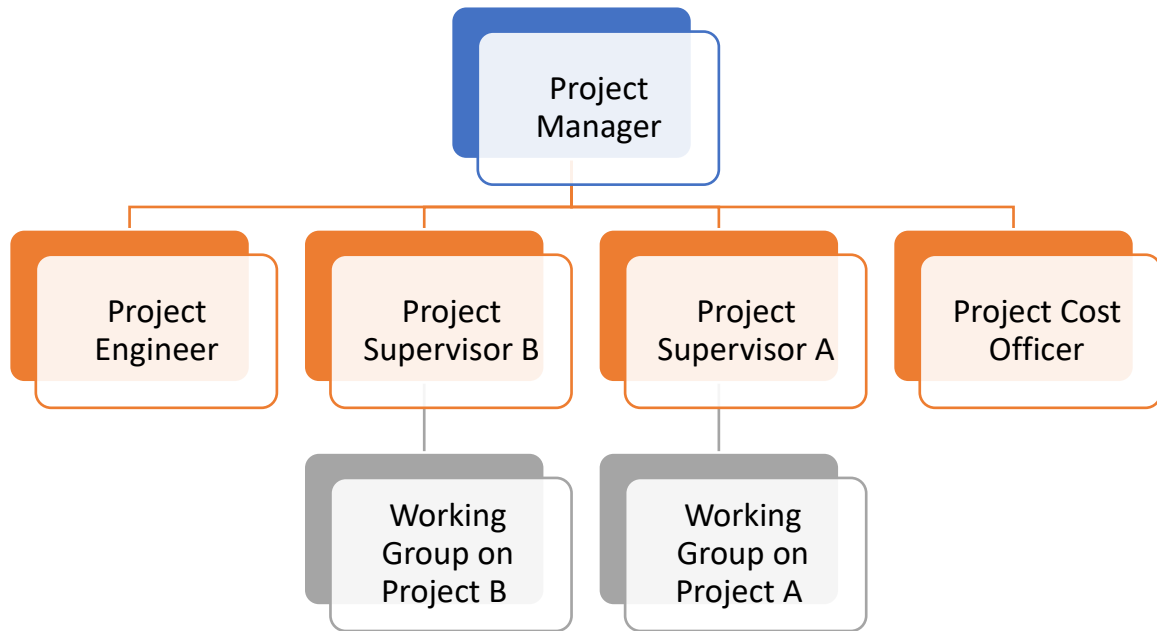 Project
Manager
Project
Engineer
Project
Supervisor B
Project
Supervisor A
Project Cost
Officer
Working
Group on
Project B
Working
Group on
Project A